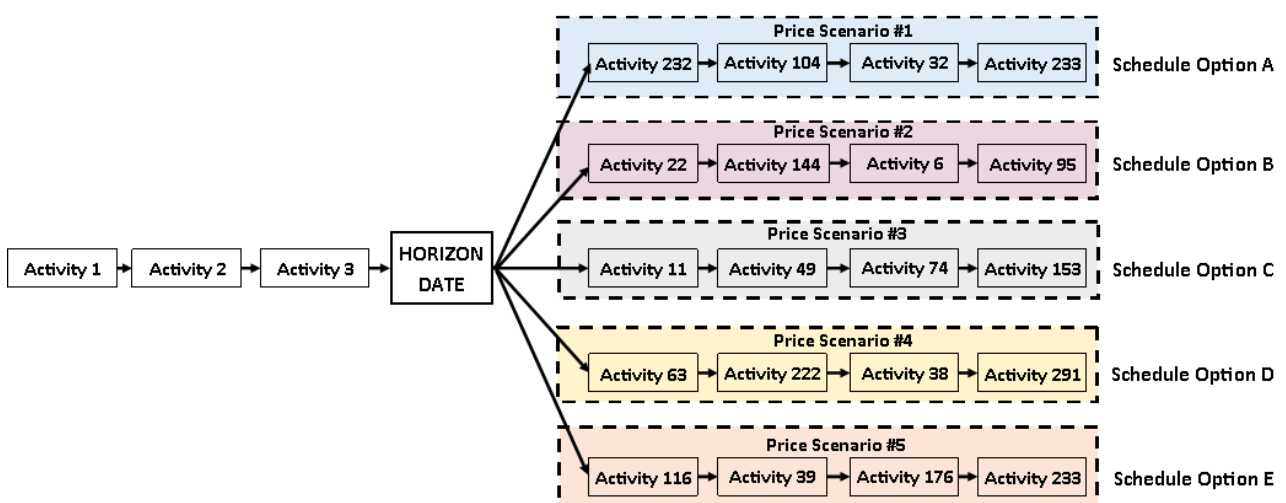 Price Scenario #1
Activity 232 Activity 104 Activity 32 Activity 233 Schedule Option A
Price Scenario #2
Activity 22 Activity 144 Activity 6 Activity 95 Schedule Option B
Price Scenario #3
Activity 1 Activity 2 Activity 3 HORIZON DATE Activity 11 Activity 49 Activity 74 Activity 153 Schedule Option C
Price Scenario #4
Activity 63 Activity 222 Activity 38 Activity 291 Schedule Option D
Price Scenario #5
Activity 116 Activity 39 Activity 176 Activity 233 Schedule Option E